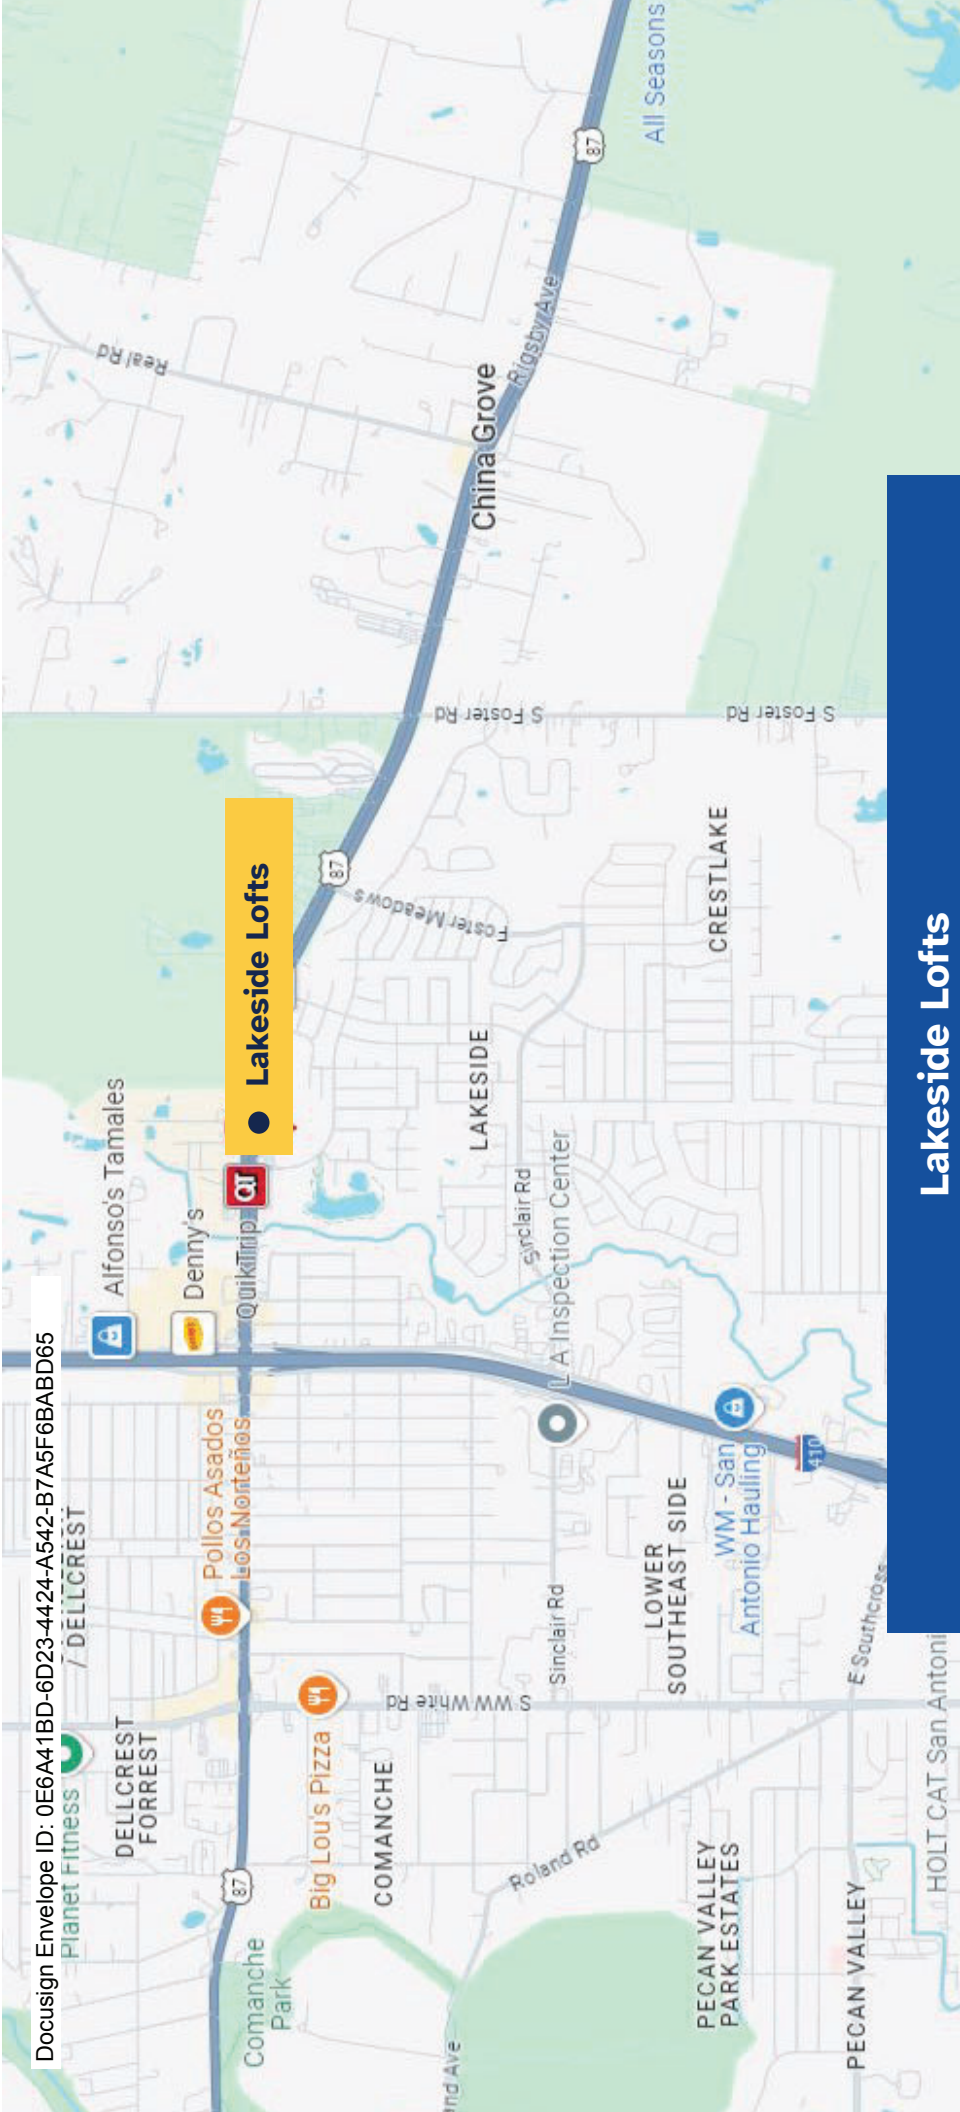 Docusign Envelope ID: 0E6A41BD-6D23-4424-A542-B7A5F6BABD65
Planet Fitness
/ DELLCREST
DELLCREST
FORREST
Alfonso's Tamales
Denny's
QuikTrip
QT
Pollos Asados
Los Norteños
87
Comanche
Park
Big Lou's Pizza
COMANCHE
S WW White Rd
Roland Rd
Sinclair Rd
Sinclair Rd
L A Inspection Center
LAKESIDE
Lakeside Lofts
87
Foster Meadows
S Foster Rd
S Foster Rd
Real Rd
China Grove
Rigsby Ave
87
All Seasons
CRESTLAKE
LOWER
SOUTHEAST SIDE
WM - San
Antonio Hauling
410
E Southcross
PECAN VALLEY
PARK ESTATES
PECAN VALLEY
HOLT CAT San Antoni
nd Ave
Lakeside Lofts